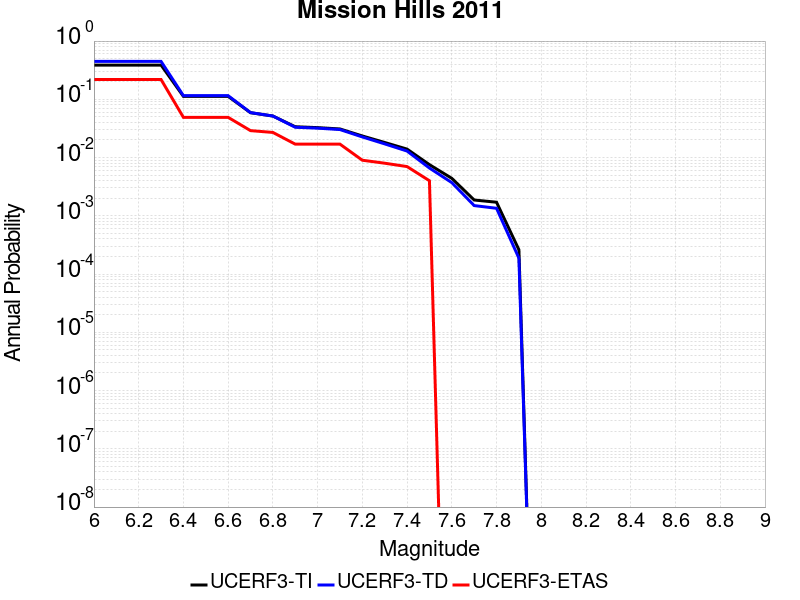 Mission Hills 2011
10^0
10^-1
10^-2
10^-3
10^-4
10^-5
10^-6
10^-7
10^-8
Annual Probability
6 6.2 6.4 6.6 6.8 7 7.2 7.4 7.6 7.8 8 8.2 8.4 8.6 8.8 9
Magnitude
UCERF3-TI UCERF3-TD UCERF3-ETAS